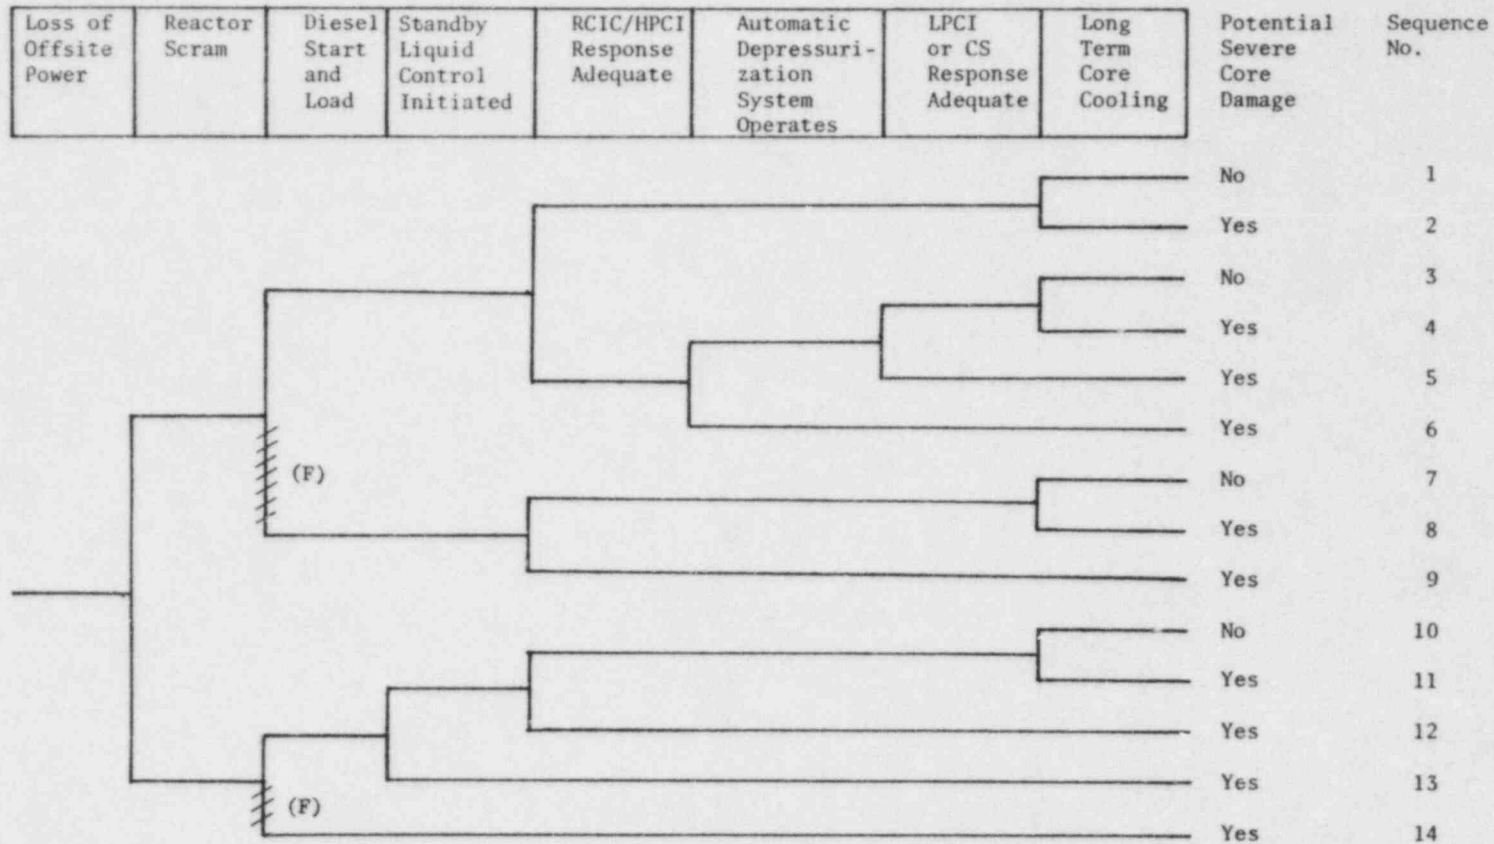 Loss of Offsite Power
Reactor Scram
Diesel Start and Load
Standby Liquid Control Initiated
RCIC/HPCI Response Adequate
Automatic Depressuri-
zation System Operates
LPCI or CS Response Adequate
Long Term Core Cooling
Potential Severe Core Damage
Sequence No.
No 1
Yes 2
No 3
Yes 4
Yes 5
Yes 6
(F)
No 7
Yes 8
Yes 9
No 10
Yes 11
Yes 12
Yes 13
(F)
Yes 14